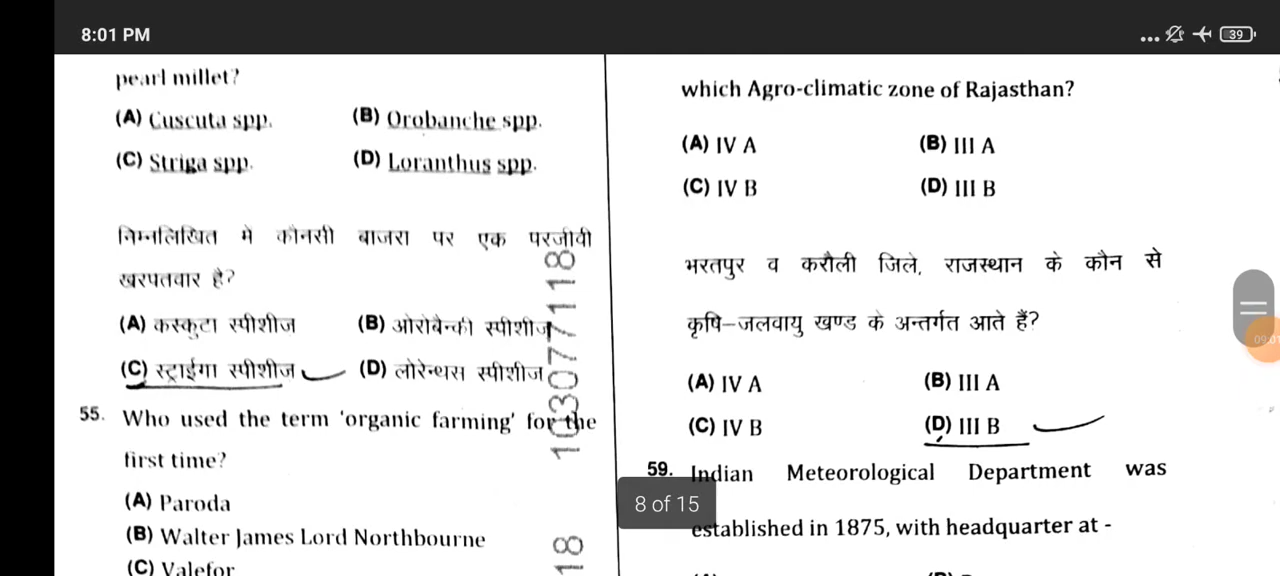 8:01 PM
39
pearl millet?
(A) Cuscuta spp.
(B) Orobanche spp.
(C) Striga spp.
(D) Loranthus spp.
निम्नलिखित मे कौनसी बाजरा पर एक परजीवी
खरपतवार है?
(A) कस्कुटा स्पीशीज
(B) ओरोबैन्की स्पीशीज
(C) स्ट्राईगा स्पीशीज
(D) लोरेन्थस स्पीशीज
55. Who used the term 'organic farming' for the
first time?
(A) Paroda
(B) Walter James Lord Northbourne
(C) Valefor
103077118
18
which Agro-climatic zone of Rajasthan?
(A) IV A
(B) III A
(C) IV B
(D) III B
भरतपुर व करौली जिले, राजस्थान के कौन से
कृषि-जलवायु खण्ड के अन्तर्गत आते हैं?
(A) IV A
(B) III A
(C) IV B
(D) III B
59. Indian Meteorological Department was
established in 1875, with headquarter at -
8 of 15